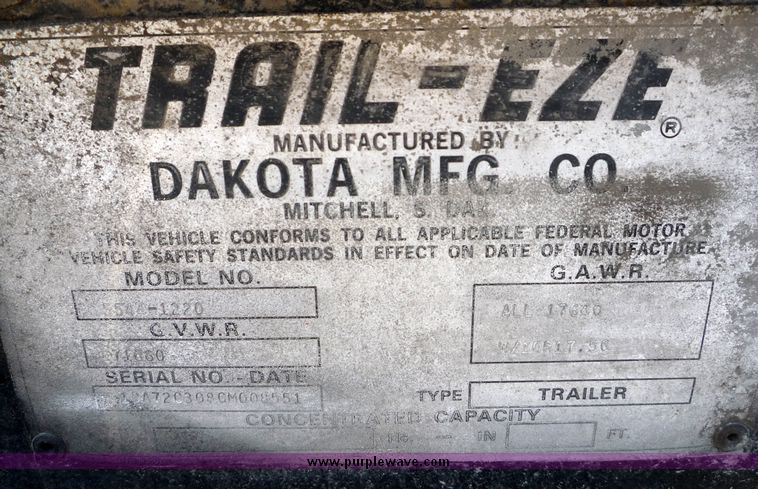 TRAIL-EZE ®
MANUFACTURED BY
DAKOTA MFG. CO.
MITCHELL, S. DAK
THIS VEHICLE CONFORMS TO ALL APPLICABLE FEDERAL MOTOR
VEHICLE SAFETY STANDARDS IN EFFECT ON DATE OF MANUFACTURE
MODEL NO.
G.A.W.R.
G.V.W.R.
ALL
SERIAL NO. - DATE
TYPE TRAILER
CONCENTRATED CAPACITY
IN FT.
www.purplewave.com